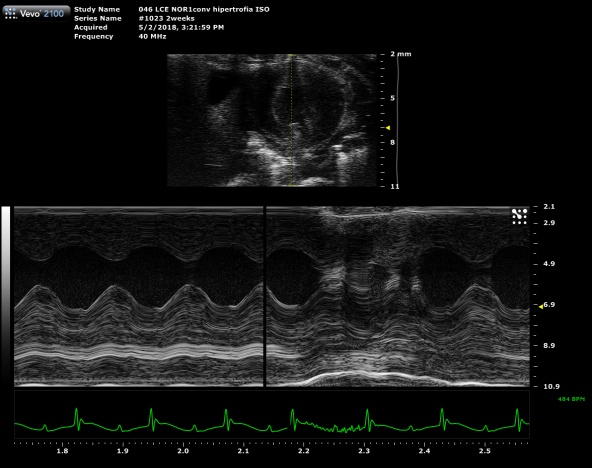 Vevo 2100
Study Name 046 LCE NOR1conv hipertrofia ISO
Series Name #1023 2weeks
Acquired 5/2/2018, 3:21:59 PM
Frequency 40 MHz
2 mm
5
8
11
2.1
2.9
4.9
6.9
8.9
10.9
484 BPM
1.8 1.9 2.0 2.1 2.2 2.3 2.4 2.5